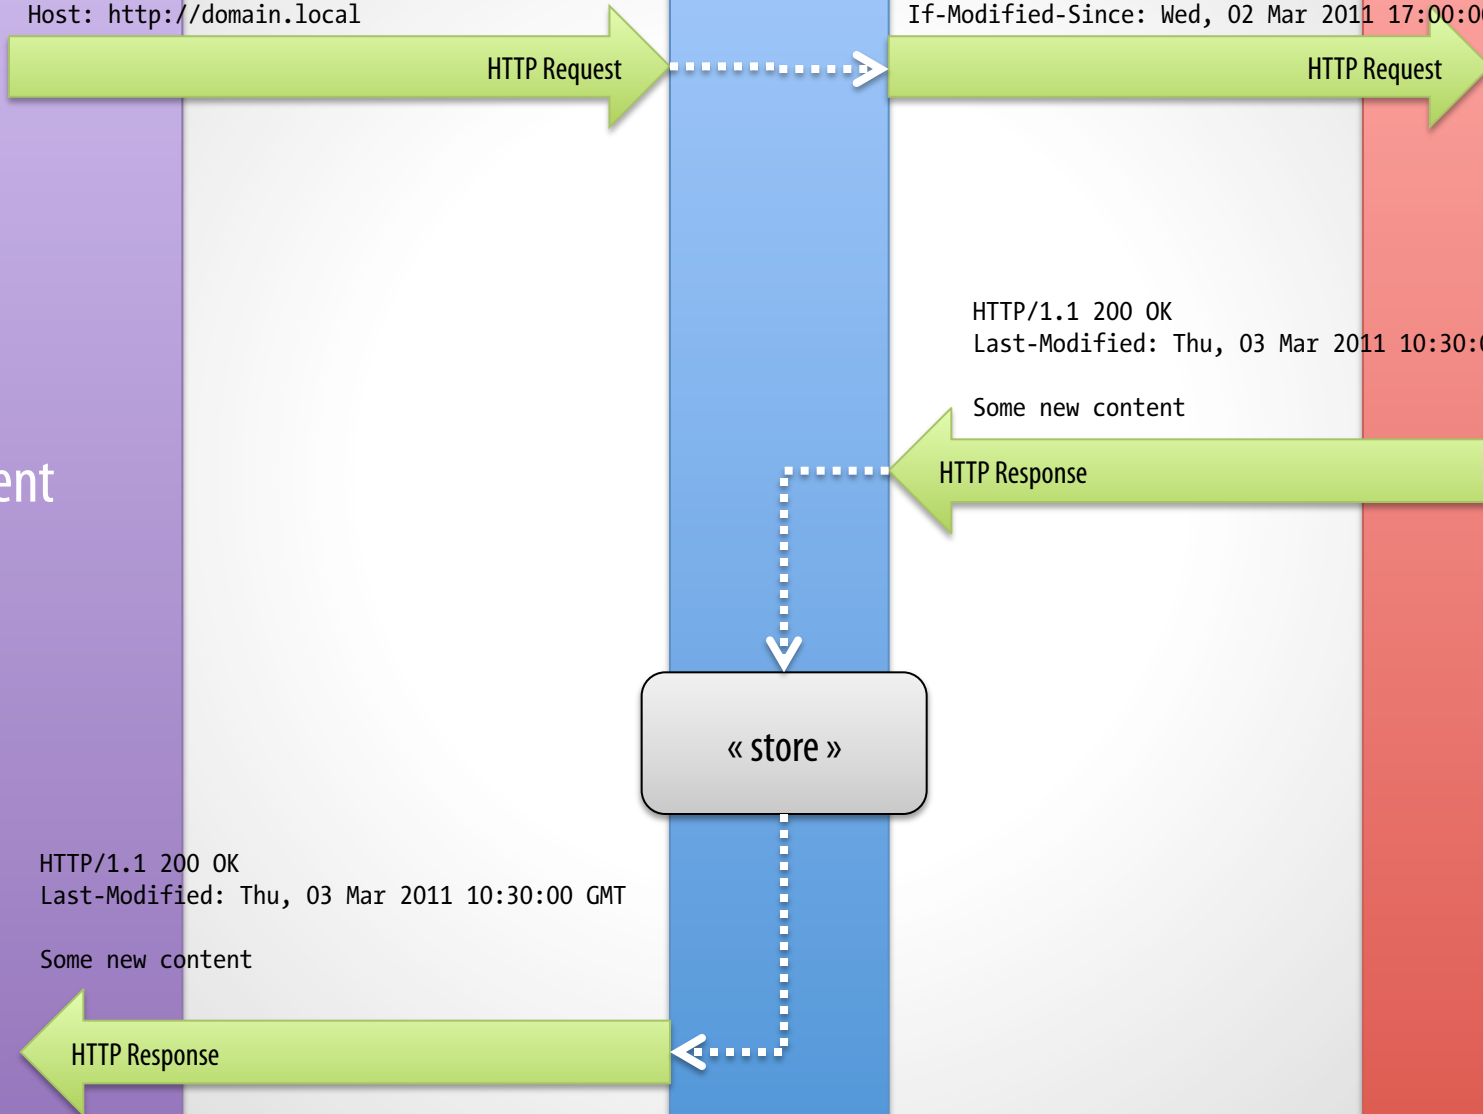 Host: http://domain.local
If-Modified-Since: Wed, 02 Mar 2011 17:00:0
HTTP Request
HTTP Request
HTTP/1.1 200 OK
Last-Modified: Thu, 03 Mar 2011 10:30:
Some new content
HTTP Response
ent
« store »
HTTP/1.1 200 OK
Last-Modified: Thu, 03 Mar 2011 10:30:00 GMT
Some new content
HTTP Response